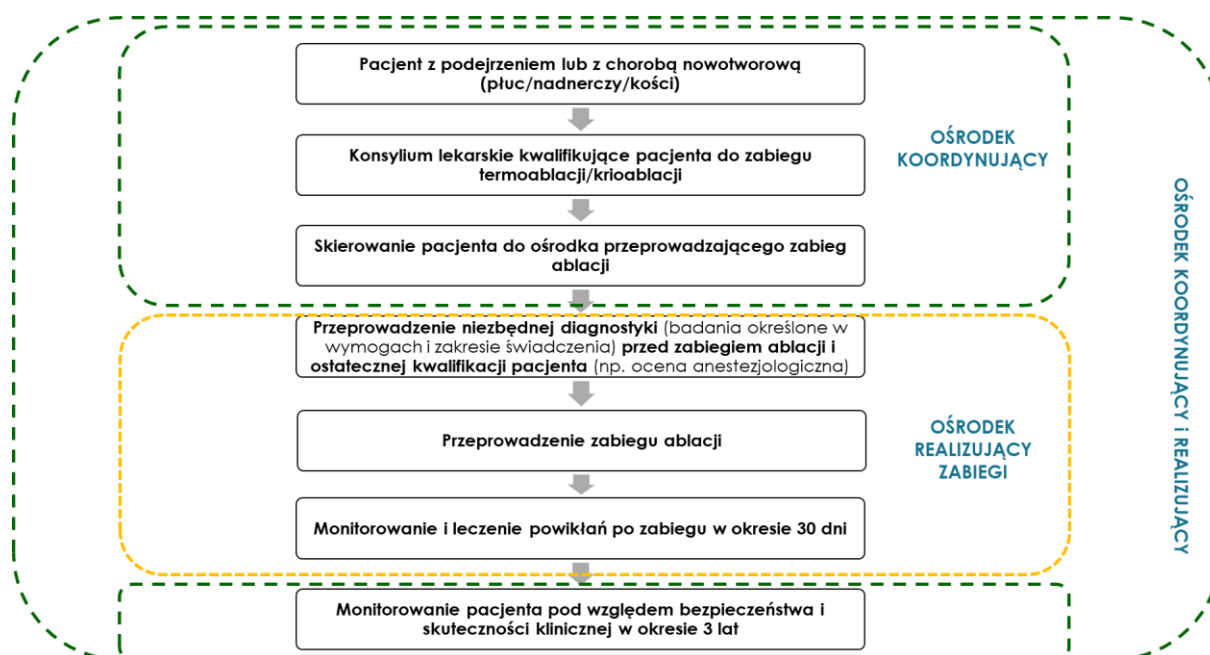 Pacjent z podejrzeniem lub z chorobą nowotworową
(płuc/nadnerczy/kości)
Konsylium lekarskie kwalifikujące pacjenta do zabiegu
termoablacji/krioablacji
Skierowanie pacjenta do ośrodka przeprowadzającego zabieg
ablacji
OŚRODEK
KOORDYNUJĄCY
Przeprowadzenie niezbędnej diagnostyki (badania określone w
wymogach i zakresie świadczenia) przed zabiegiem ablacji i
ostatecznej kwalifikacji pacjenta (np. ocena anestezjologiczna)
Przeprowadzenie zabiegu ablacji
Monitorowanie i leczenie powikłań po zabiegu w okresie 30 dni
OŚRODEK
REALIZUJĄCY
ZABIEGI
Monitorowanie pacjenta pod względem bezpieczeństwa i
skuteczności klinicznej w okresie 3 lat
OŚRODEK KOORDYNUJĄCY i REALIZUJĄCY